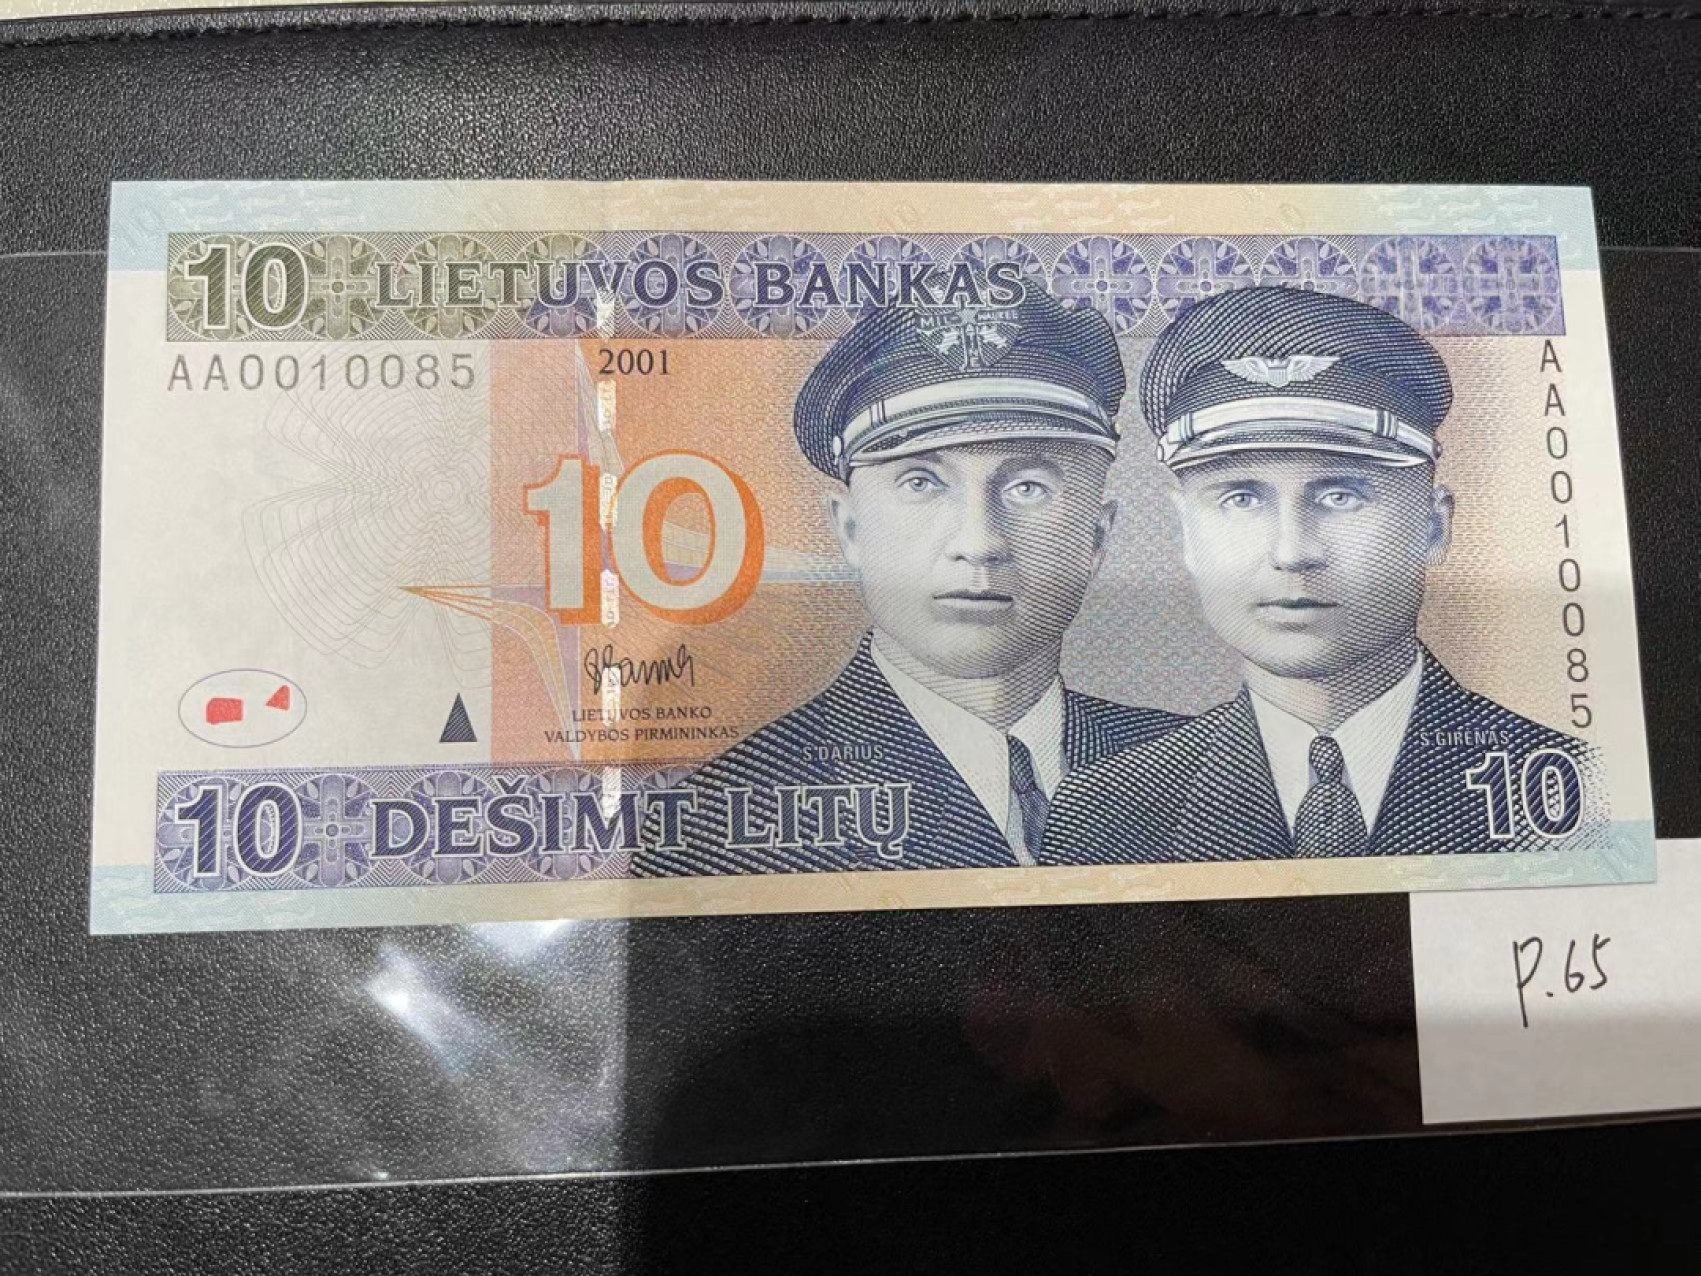 10 LIETUVOS BANKAS
AA0010085
2001
AA0010085
10
LIETUVOS BANKO
VALDYBOS PIRMININKAS
S. DARIUS
S. GIRĖNAS
10 DEŠIMT LITŲ
10
P.65